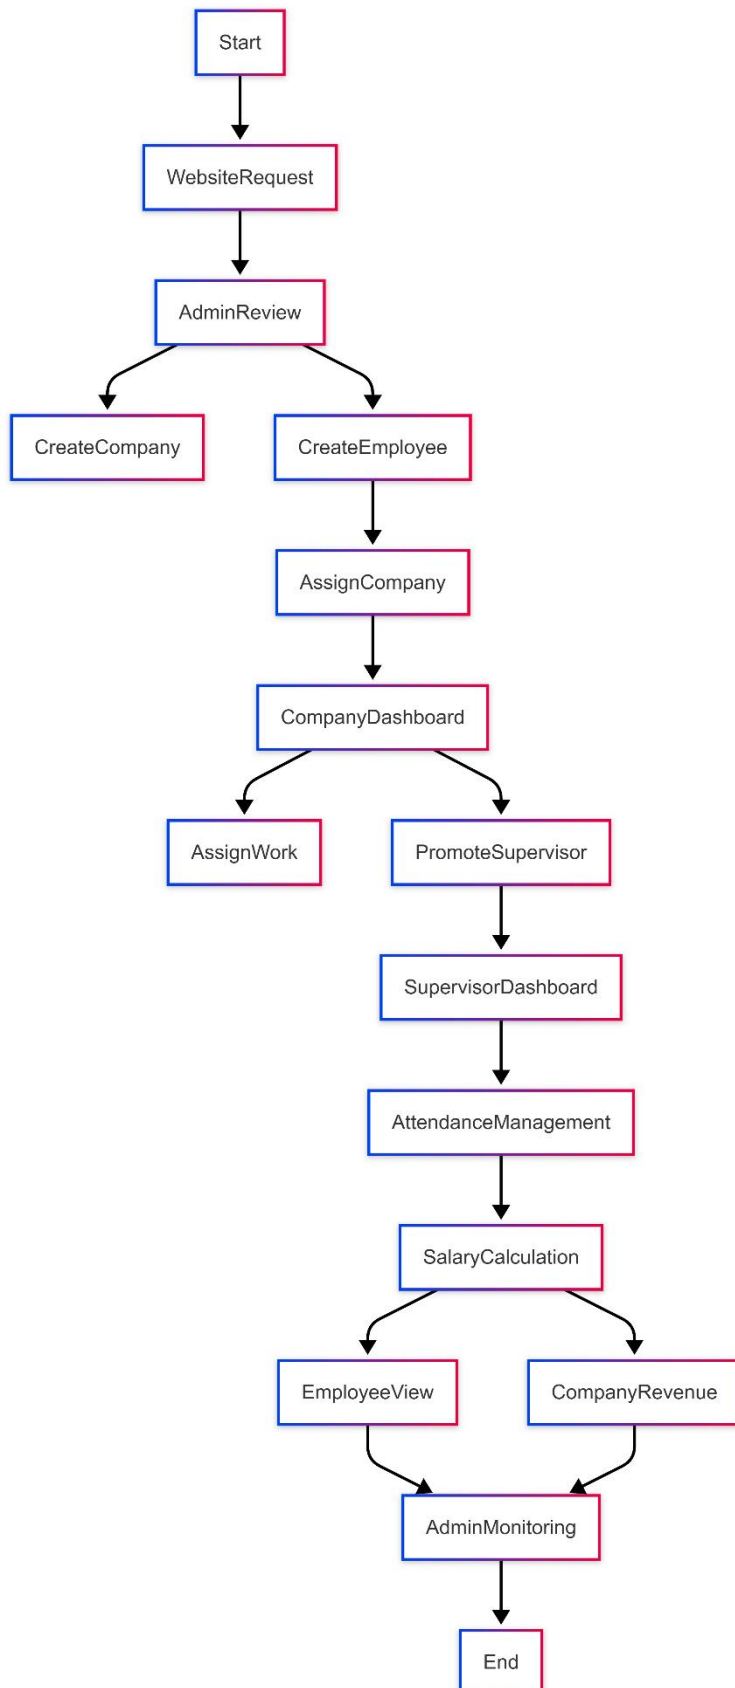 Start
WebsiteRequest
AdminReview
CreateCompany
CreateEmployee
AssignCompany
CompanyDashboard
AssignWork
PromoteSupervisor
SupervisorDashboard
AttendanceManagement
SalaryCalculation
EmployeeView
CompanyRevenue
AdminMonitoring
End